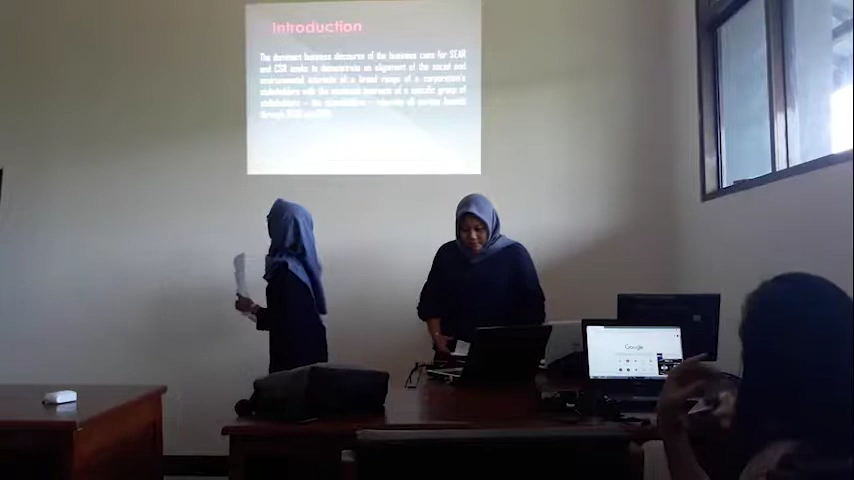 Introduction
The dominant business discourse of the business case for SEAR
and CSR seeks to demonstrate an alignment of the social and
environmental interests of a broad range of a corporation's
stakeholders with the economic interests of a specific group of
stakeholders – the shareholders –
through
Google